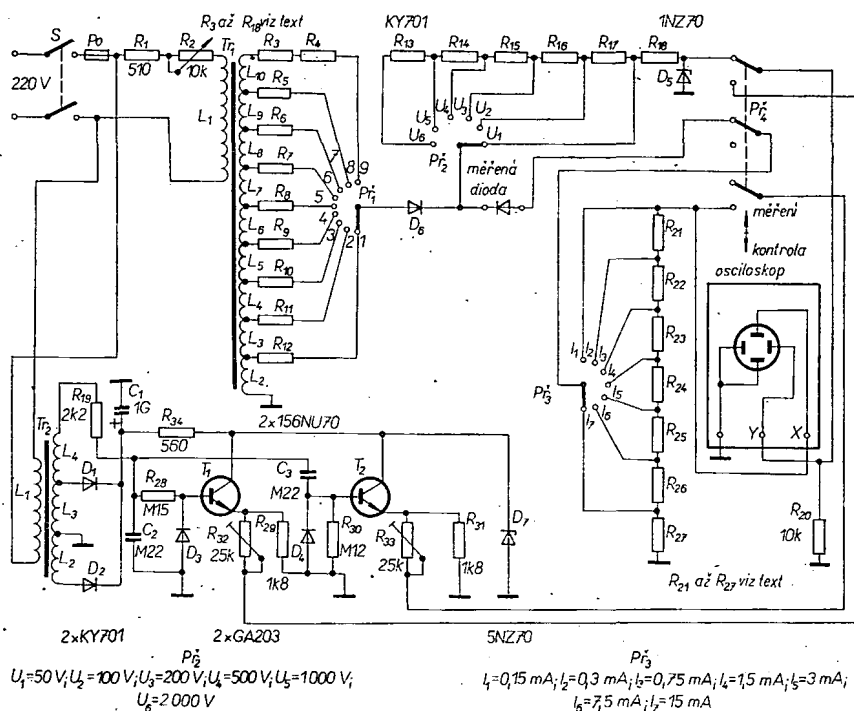 R3 až R18 viz text
KY701
1NZ70
S
Po
R1
510
R2
10k
Tr1
220 V
L1
R3
R4
L10
R5
L9
R6
L8
R7
L7
R8
L6
R9
L5
R10
L4
R11
L3
R12
L2
9
8
7
6
5
4
3
2
1
Př1
D6
R13
R14
R15
R16
R17
R18
D5
U6
U5
U4
U3
U2
U1
Př2
měřená
dioda
Př4
měření
kontrola
osciloskop
R21
R22
R23
R24
R25
R26
R27
I1
I2
I3
I4
I5
I6
I7
Př3
Y
X
R20
10k
R21 až R27 viz text
Tr2
L1
L4
L3
L2
R19
2k2
C1
1G
+
D1
D2
R34
560
2×156NU70
R28
M15
C2
M22
D3
T1
R32
25k
R29
1k8
C3
M22
D4
R30
M12
T2
R33
25k
R31
1k8
D7
2×KY701
2×GA203
5NZ70
Př2
U1=50 V; U2=100 V; U3=200 V; U4=500 V; U5=1000 V;
U6=2 000 V
Př3
I1=0,15 mA; I2=0,3 mA; I3=0,75 mA; I4=1,5 mA; I5=3 mA;
I6=7,5 mA; I7=15 mA